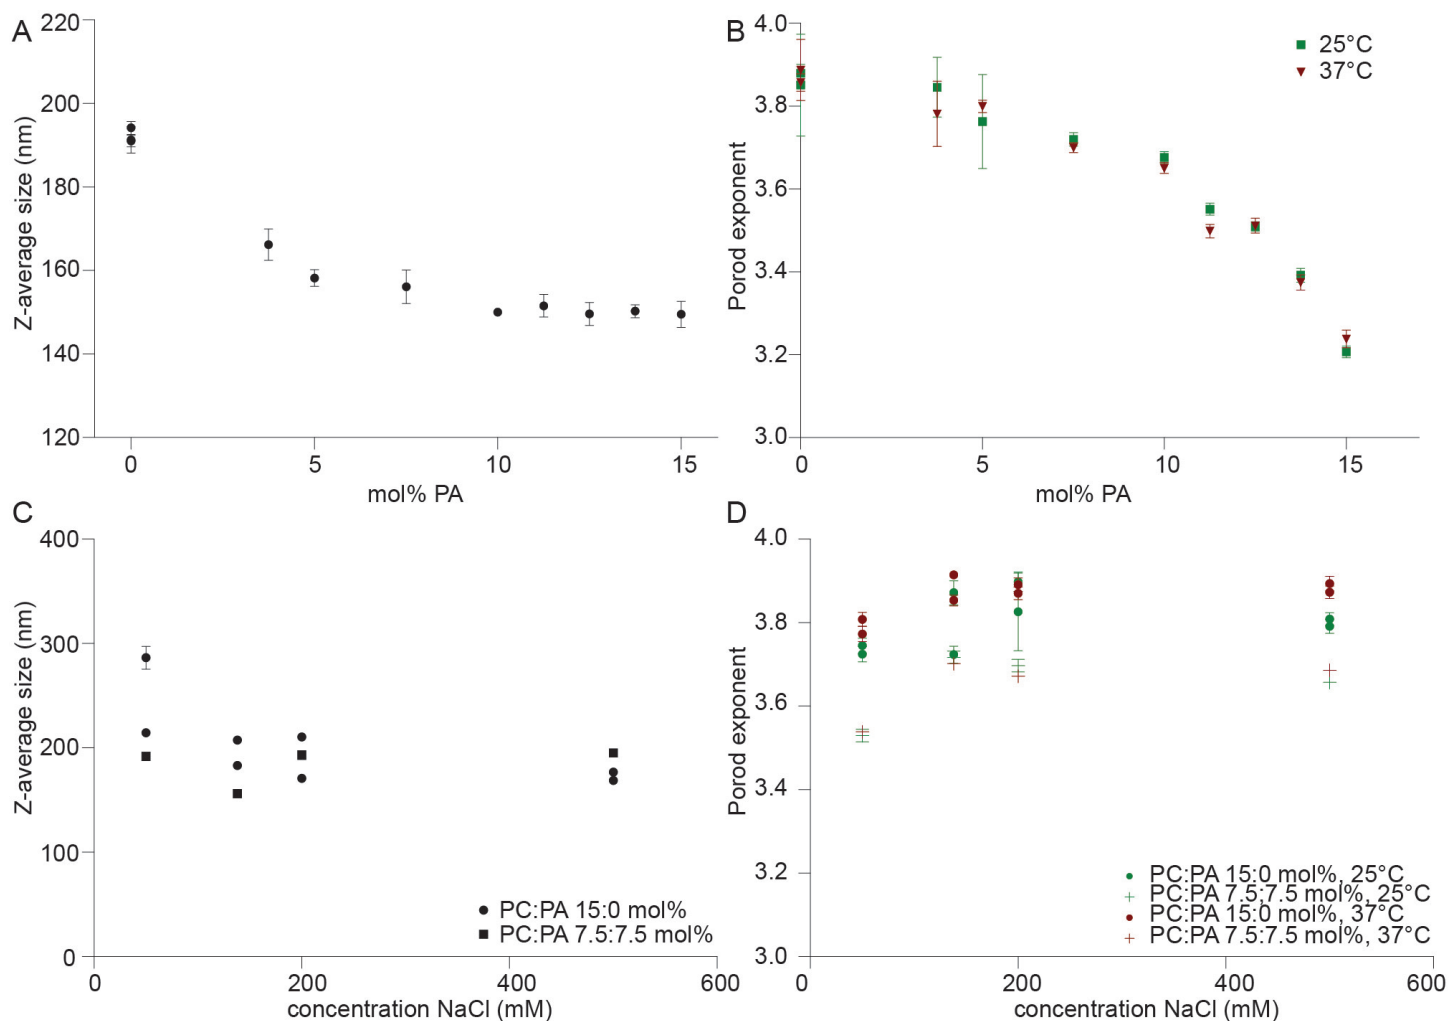 A
220
200
180
160
140
120
Z-average size (nm)
0 5 10 15
mol% PA
B
4.0
3.8
3.6
3.4
3.2
3.0
Porod exponent
25°C
37°C
0 5 10 15
mol% PA
C
400
300
200
100
0
Z-average size (nm)
PC:PA 15:0 mol%
PC:PA 7.5:7.5 mol%
0 200 400 600
concentration NaCl (mM)
D
4.0
3.8
3.6
3.4
3.2
3.0
Porod exponent
PC:PA 15:0 mol%, 25°C
PC:PA 7.5:7.5 mol%, 25°C
PC:PA 15:0 mol%, 37°C
PC:PA 7.5:7.5 mol%, 37°C
0 200 400 600
concentration NaCl (mM)